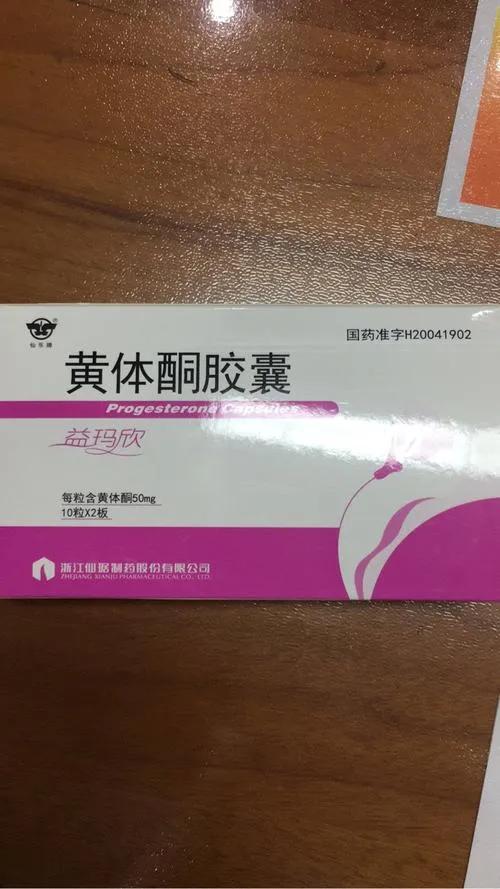 仙乐牌
国药准字H20041902
黄体酮胶囊
Progesterone Capsules
益玛欣
每粒含黄体酮50mg
10粒X2板
浙江仙琚制药股份有限公司
ZHEJIANG XIANJU PHARMACEUTICAL CO., LTD.